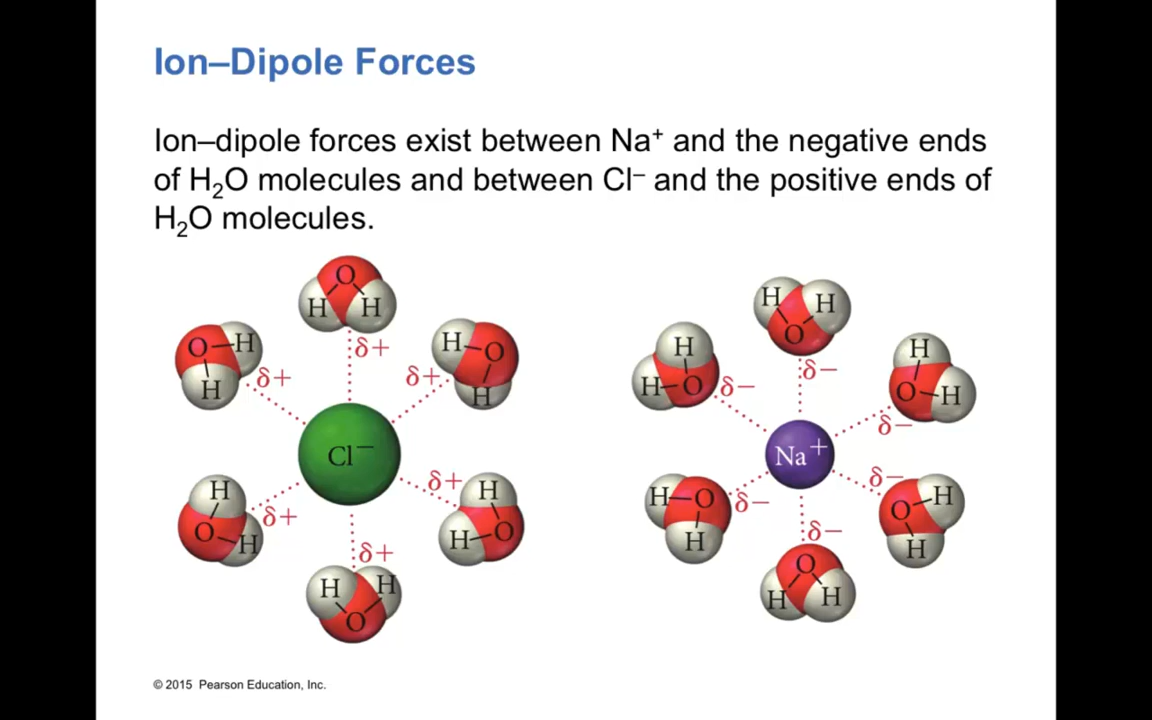 Ion–Dipole Forces
Ion–dipole forces exist between Na⁺ and the negative ends
of H₂O molecules and between Cl⁻ and the positive ends of
H₂O molecules.
O
H H
δ+
O H
H
δ+
H O
H
δ+
Cl⁻
H
O H
δ+
δ+ H
H O
δ+
H H
O
H H
O
δ−
H
H O δ−
H
O H
δ−
Na⁺
H O δ−
H
δ−
O H
H
δ−
O
H H
© 2015 Pearson Education, Inc.